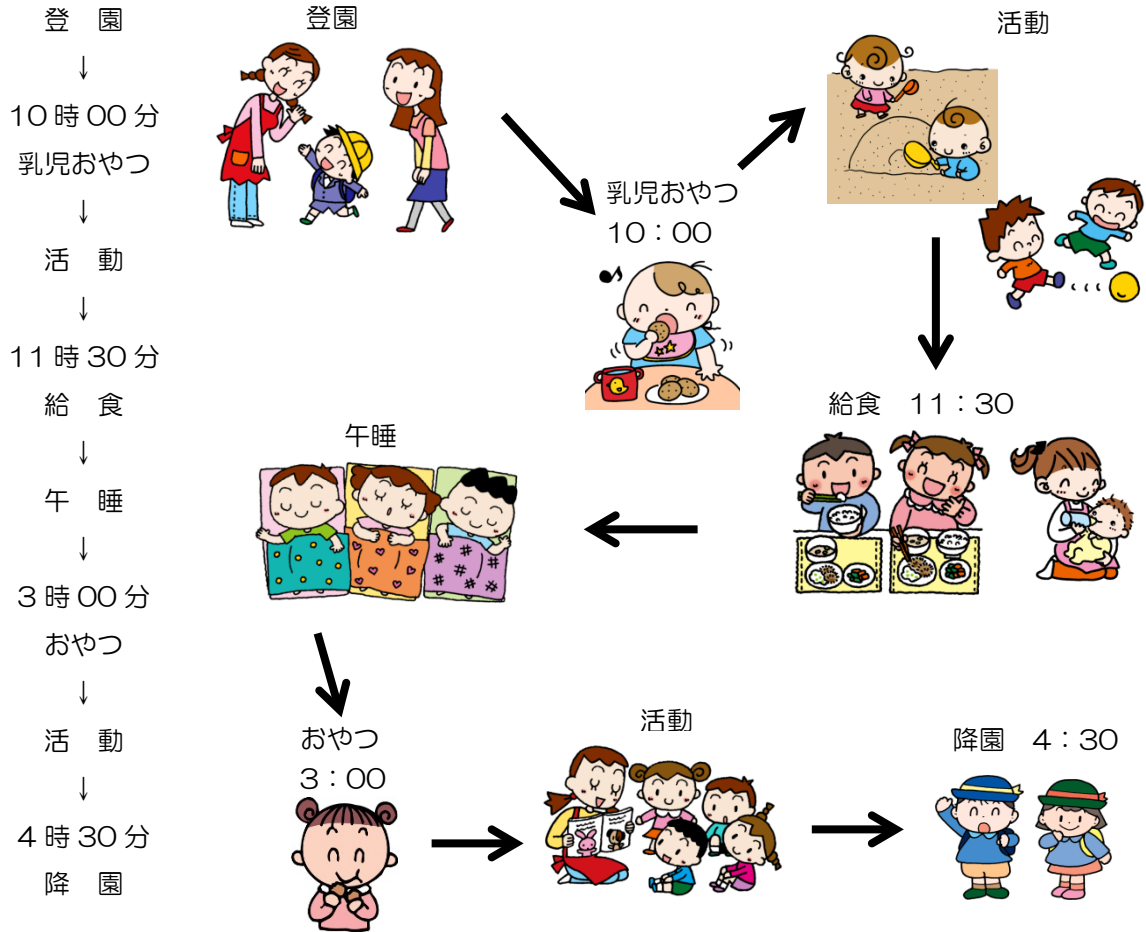 登　園
↓
10時00分
乳児おやつ
↓
活　動
↓
11時30分
給　食
↓
午　睡
↓
3時00分
おやつ
↓
活　動
↓
4時30分
降　園
登園
乳児おやつ
10：00
活動
給食　11：30
午睡
おやつ
3：00
活動
降園　4：30